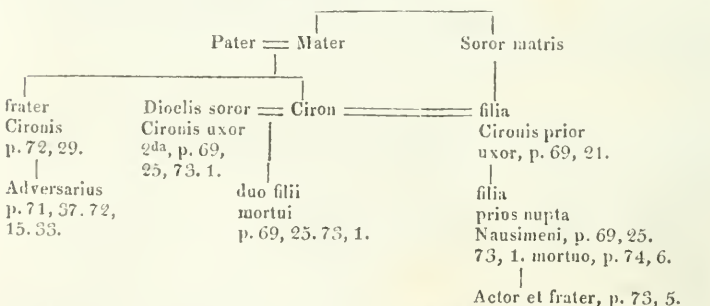 Pater Mater Soror matris
frater
Cironis
p. 72, 29.
Adversarius
p. 71, 37. 72,
15. 33.
Dioclis soror Ciron filia
Cironis uxor
2da, p. 69,
25, 73. 1.
duo filii
mortui
p. 69, 25. 73, 1.
Cironis prior
uxor, p. 69, 21.
filia
prius nupta
Nausimeni, p. 69, 25.
73, 1. mortuo, p. 74, 6.
Actor et frater, p. 73, 5.